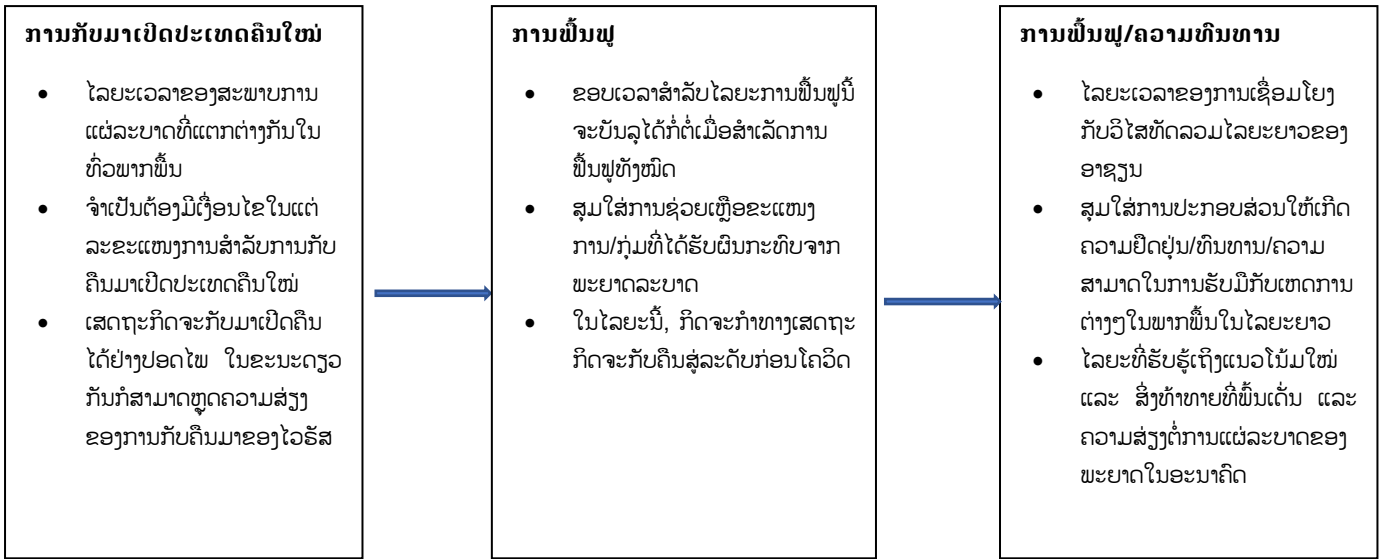 ການກັບມາເປີດປະເທດຄືນໃໝ່
• ໄລຍະເວລາຂອງສະພາບການ
ແຜ່ລະບາດທີ່ແຕກຕ່າງກັນໃນ
ທົ່ວພາກພື້ນ
• ຈຳເປັນຕ້ອງມີເງື່ອນໄຂໃນແຕ່
ລະຂະແໜງການສຳລັບການກັບ
ຄືນມາເປີດປະເທດຄືນໃໝ່
• ເສດຖະກິດຈະກັບມາເປີດຄືນ
ໄດ້ຢ່າງປອດໄພ ໃນຂະນະດຽວ
ກັນກໍສາມາດຫຼຸດຄວາມສ່ຽງ
ຂອງການກັບຄືນມາຂອງໄວຣັສ
ການຟື້ນຟູ
• ຂອບເວລາສຳລັບໄລຍະການຟື້ນຟູນີ້
ຈະບັນລຸໄດ້ກໍ່ຕໍ່ເມື່ອສຳເລັດການ
ຟື້ນຟູທັງໝົດ
• ສຸມໃສ່ການຊ່ວຍເຫຼືອຂະແໜງ
ການ/ກຸ່ມທີ່ໄດ້ຮັບຜົນກະທົບຈາກ
ພະຍາດລະບາດ
• ໃນໄລຍະນີ້, ກິດຈະກຳທາງເສດຖະ
ກິດຈະກັບຄືນສູ່ລະດັບກ່ອນໂຄວິດ
ການຟື້ນຟູ/ຄວາມທົນທານ
• ໄລຍະເວລາຂອງການເຊື່ອມໂຍງ
ກັບວິໄສທັດລວມໄລຍະຍາວຂອງ
ອາຊຽນ
• ສຸມໃສ່ການປະກອບສ່ວນໃຫ້ເກີດ
ຄວາມຢືດຢຸ່ນ/ທົນທານ/ຄວາມ
ສາມາດໃນການຮັບມືກັບເຫດການ
ຕ່າງໆໃນພາກພື້ນໃນໄລຍະຍາວ
• ໄລຍະທີ່ຮັບຮູ້ເຖິງແນວໂນ້ມໃໝ່
ແລະ ສິ່ງທ້າທາຍທີ່ພົ້ນເດັ່ນ ແລະ
ຄວາມສ່ຽງຕໍ່ການແຜ່ລະບາດຂອງ
ພະຍາດໃນອະນາຄົດ